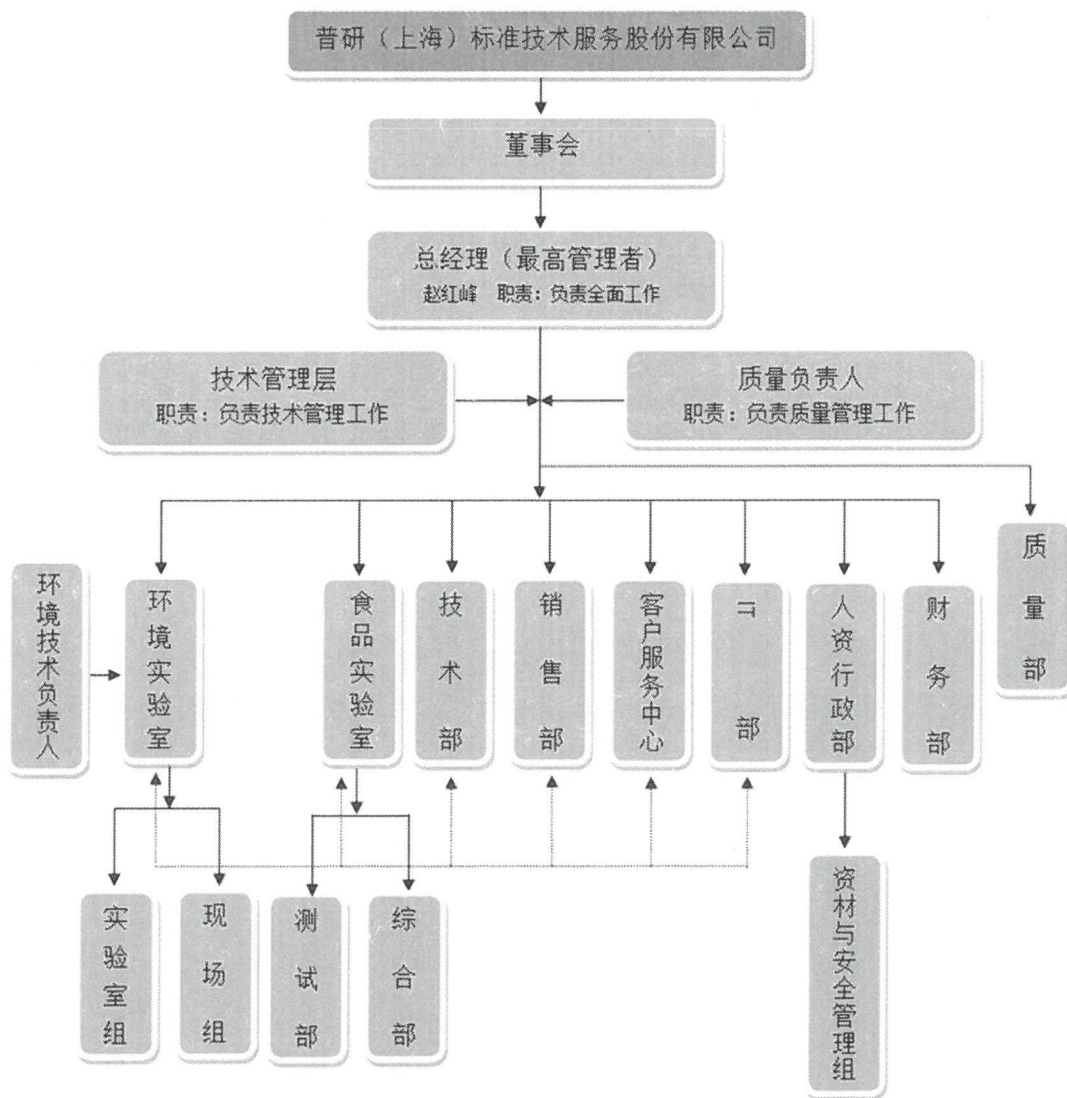 普研（上海）标准技术服务股份有限公司
董事会
总经理（最高管理者）
赵红峰 职责：负责全面工作
技术管理层
职责：负责技术管理工作
质量负责人
职责：负责质量管理工作
环境技术负责人
环境实验室
食品实验室
技术部
销售部
客户服务中心
IT部
人资行政部
财务部
质量部
实验室组
现场组
测试部
综合部
资材与安全管理组